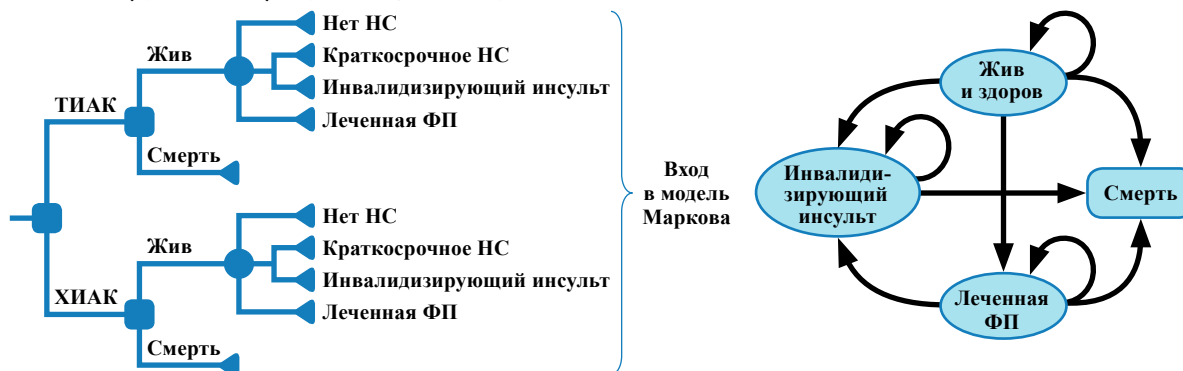 Нет НС
Жив
Краткосрочное НС
Инвалидизирующий инсульт
ТИАК
Леченная ФП
Смерть
Нет НС
Жив
Краткосрочное НС
Инвалидизирующий инсульт
ХИАК
Леченная ФП
Смерть
Вход
в модель
Маркова
Жив
и здоров
Инвалиди-
зирующий
инсульт
Смерть
Леченная
ФП